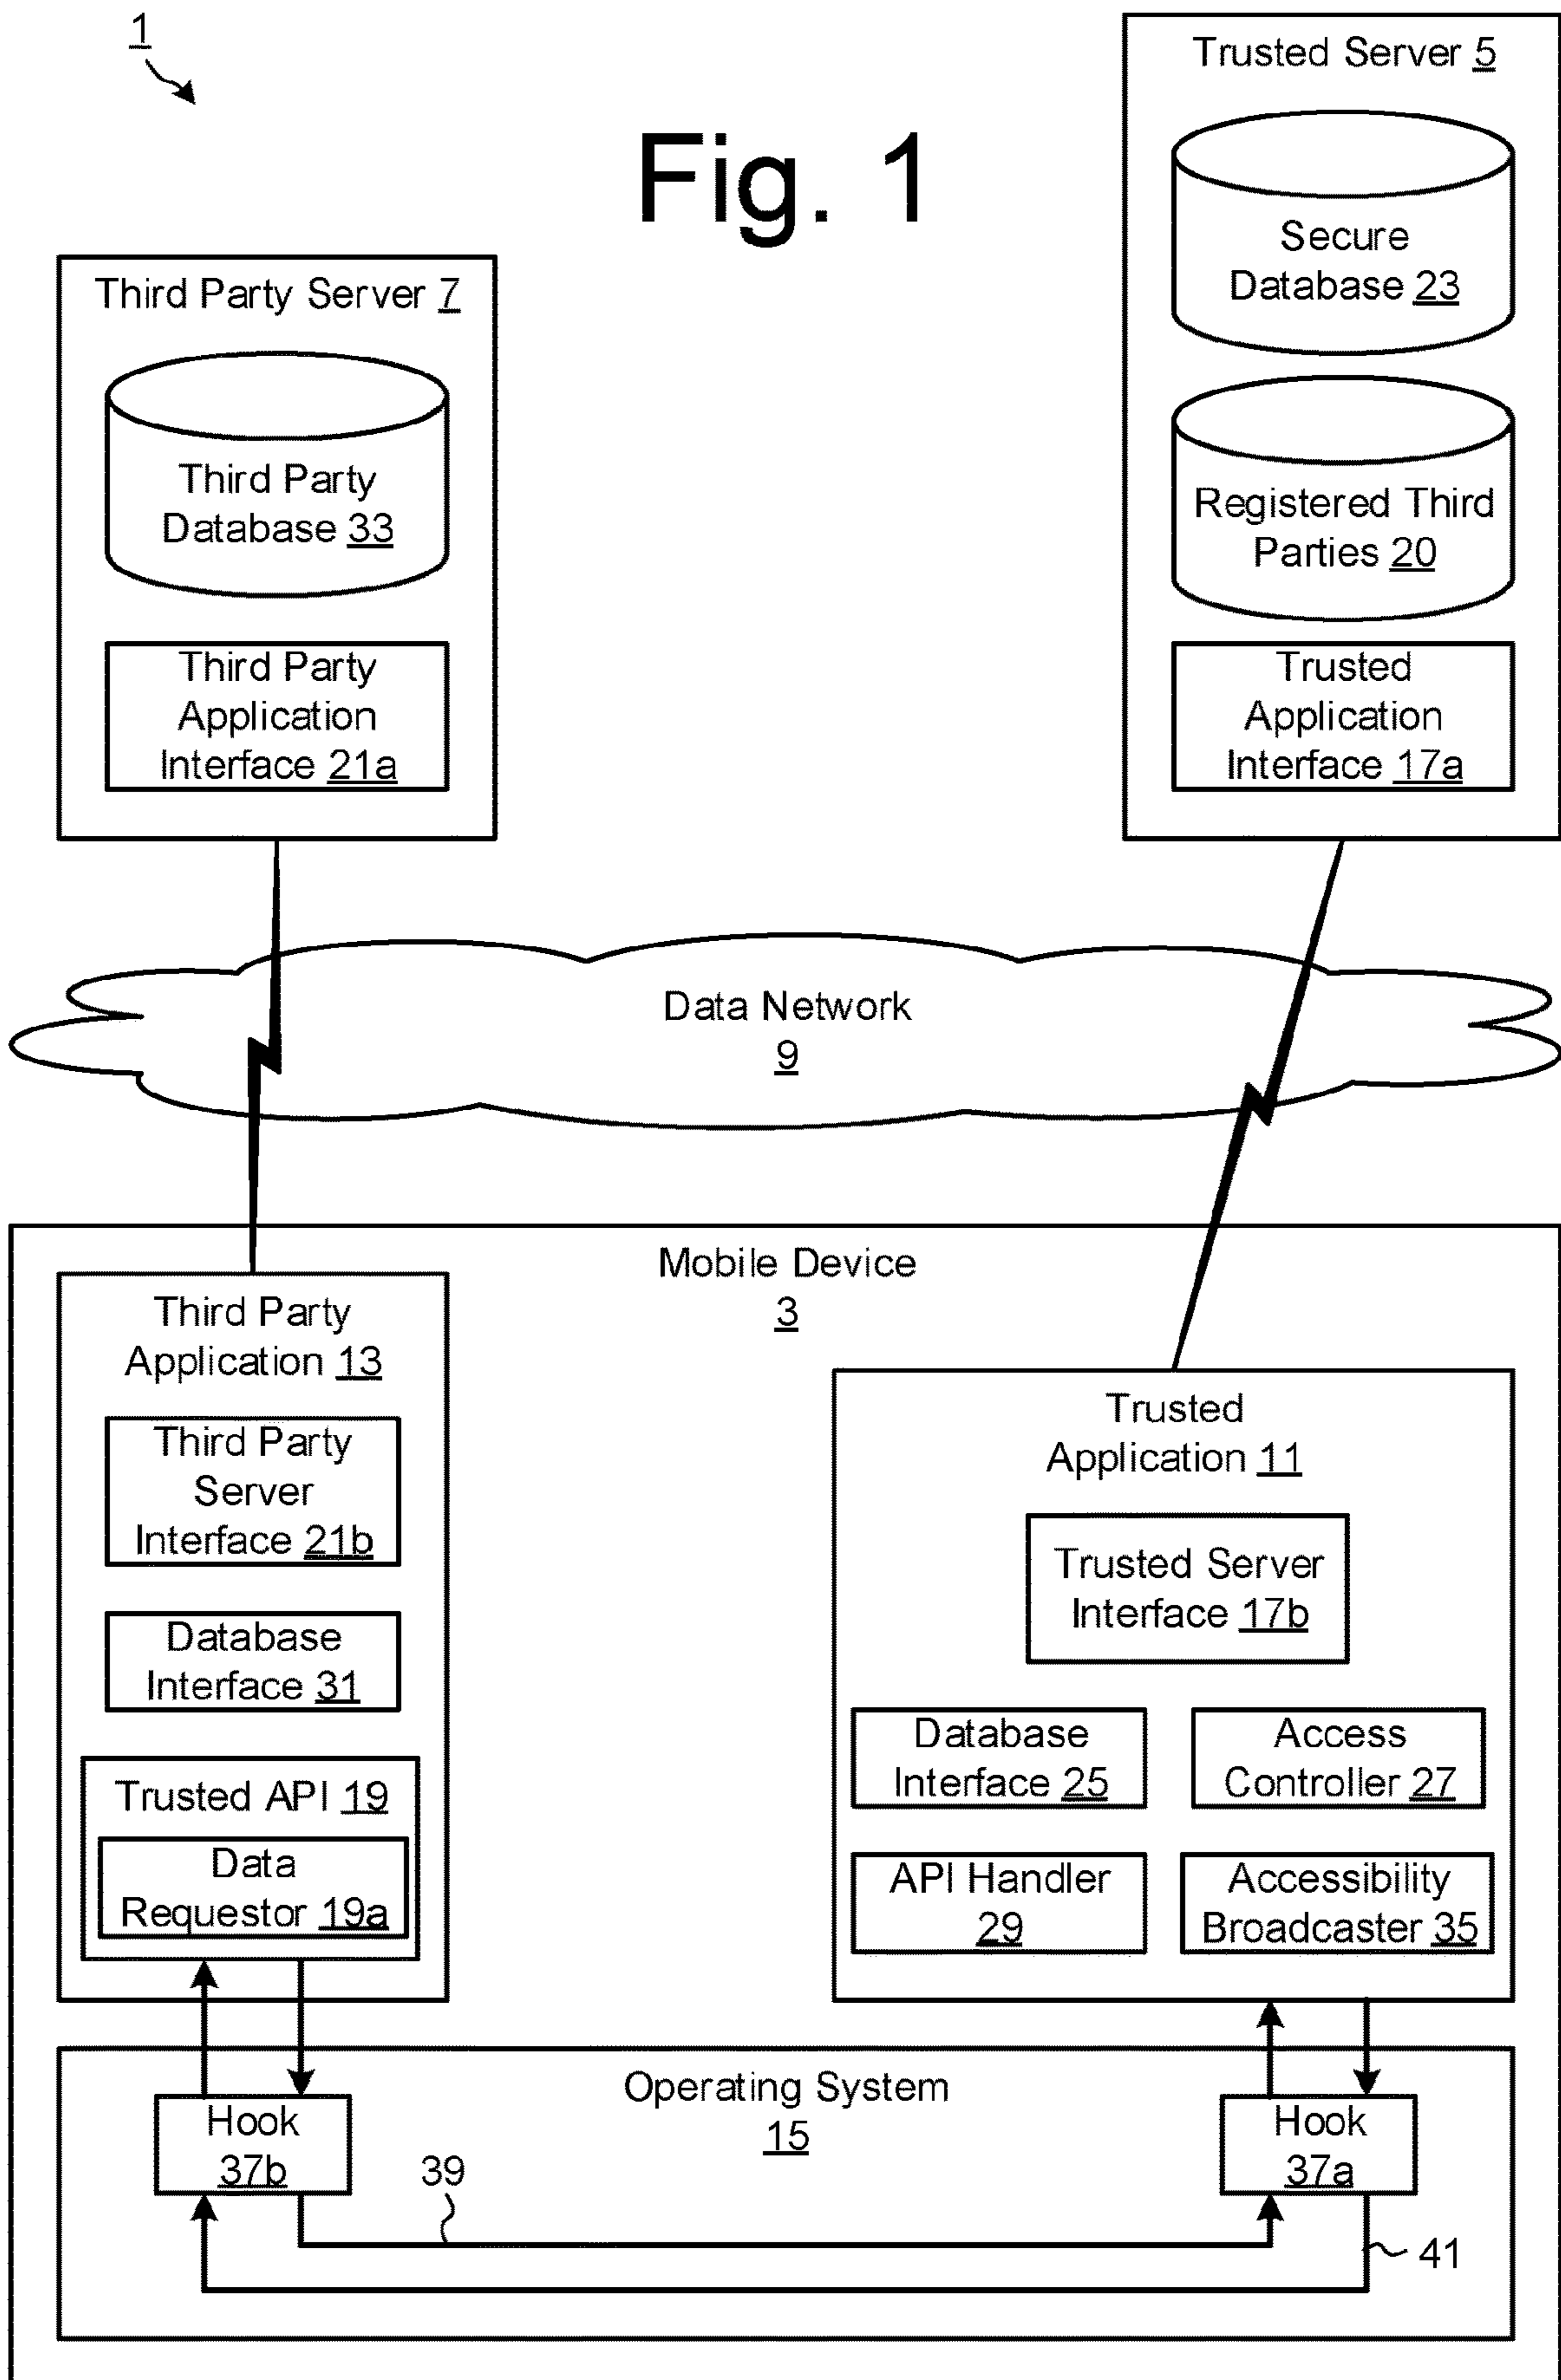 1
Fig. 1
Third Party Server 7
Third Party
Database 33
Third Party
Application
Interface 21a
Trusted Server 5
Secure
Database 23
Registered Third
Parties 20
Trusted
Application
Interface 17a
Data Network
9
Mobile Device
3
Third Party
Application 13
Third Party
Server
Interface 21b
Database
Interface 31
Trusted API 19
Data
Requestor 19a
Trusted
Application 11
Trusted Server
Interface 17b
Database
Interface 25
Access
Controller 27
API Handler
29
Accessibility
Broadcaster 35
Operating System
15
Hook
37b
Hook
37a
39
41